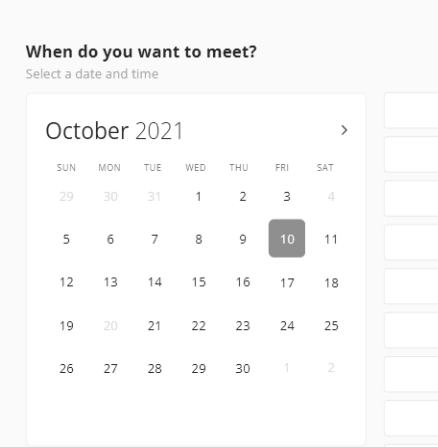 When do you want to meet?
Select a date and time
October 2021
SUN MON TUE WED THU FRI SAT
29 30 31 1 2 3 4
5 6 7 8 9 10 11
12 13 14 15 16 17 18
19 20 21 22 23 24 25
26 27 28 29 30 1 2